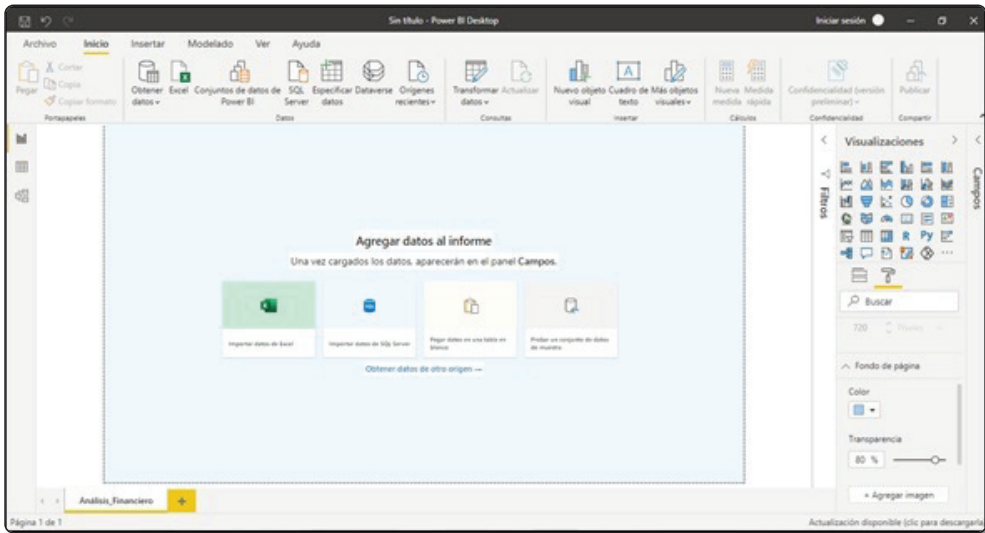 Sin título - Power BI Desktop
Iniciar sesión
Archivo Inicio Insertar Modelado Ver Ayuda
Pegar
Cortar
Copia
Copiar formato
Portapapeles
Obtener datos
Excel
Conjuntos de datos de Power BI
SQL Server
Especificar datos
Dataverse
Orígenes recientes
Datos
Transformar datos
Actualizar
Consultas
Nuevo objeto visual
Cuadro de texto
Más objetos visuales
Insertar
Nueva medida
Medida rápida
Cálculos
Confidencialidad (versión preliminar)
Confidencialidad
Publicar
Compartir
Agregar datos al informe
Una vez cargados los datos, aparecerán en el panel Campos.
Importar datos de Excel
Importar datos de SQL Server
Pegar datos en una tabla en blanco
Probar un conjunto de datos de muestra
Obtener datos de otro origen →
Filtros
Visualizaciones
R Py
Buscar
720
Fondo de página
Color
Transparencia
80 %
+ Agregar imagen
Campos
Análisis_Financiero
Página 1 de 1
Actualización disponible (clic para descargarla